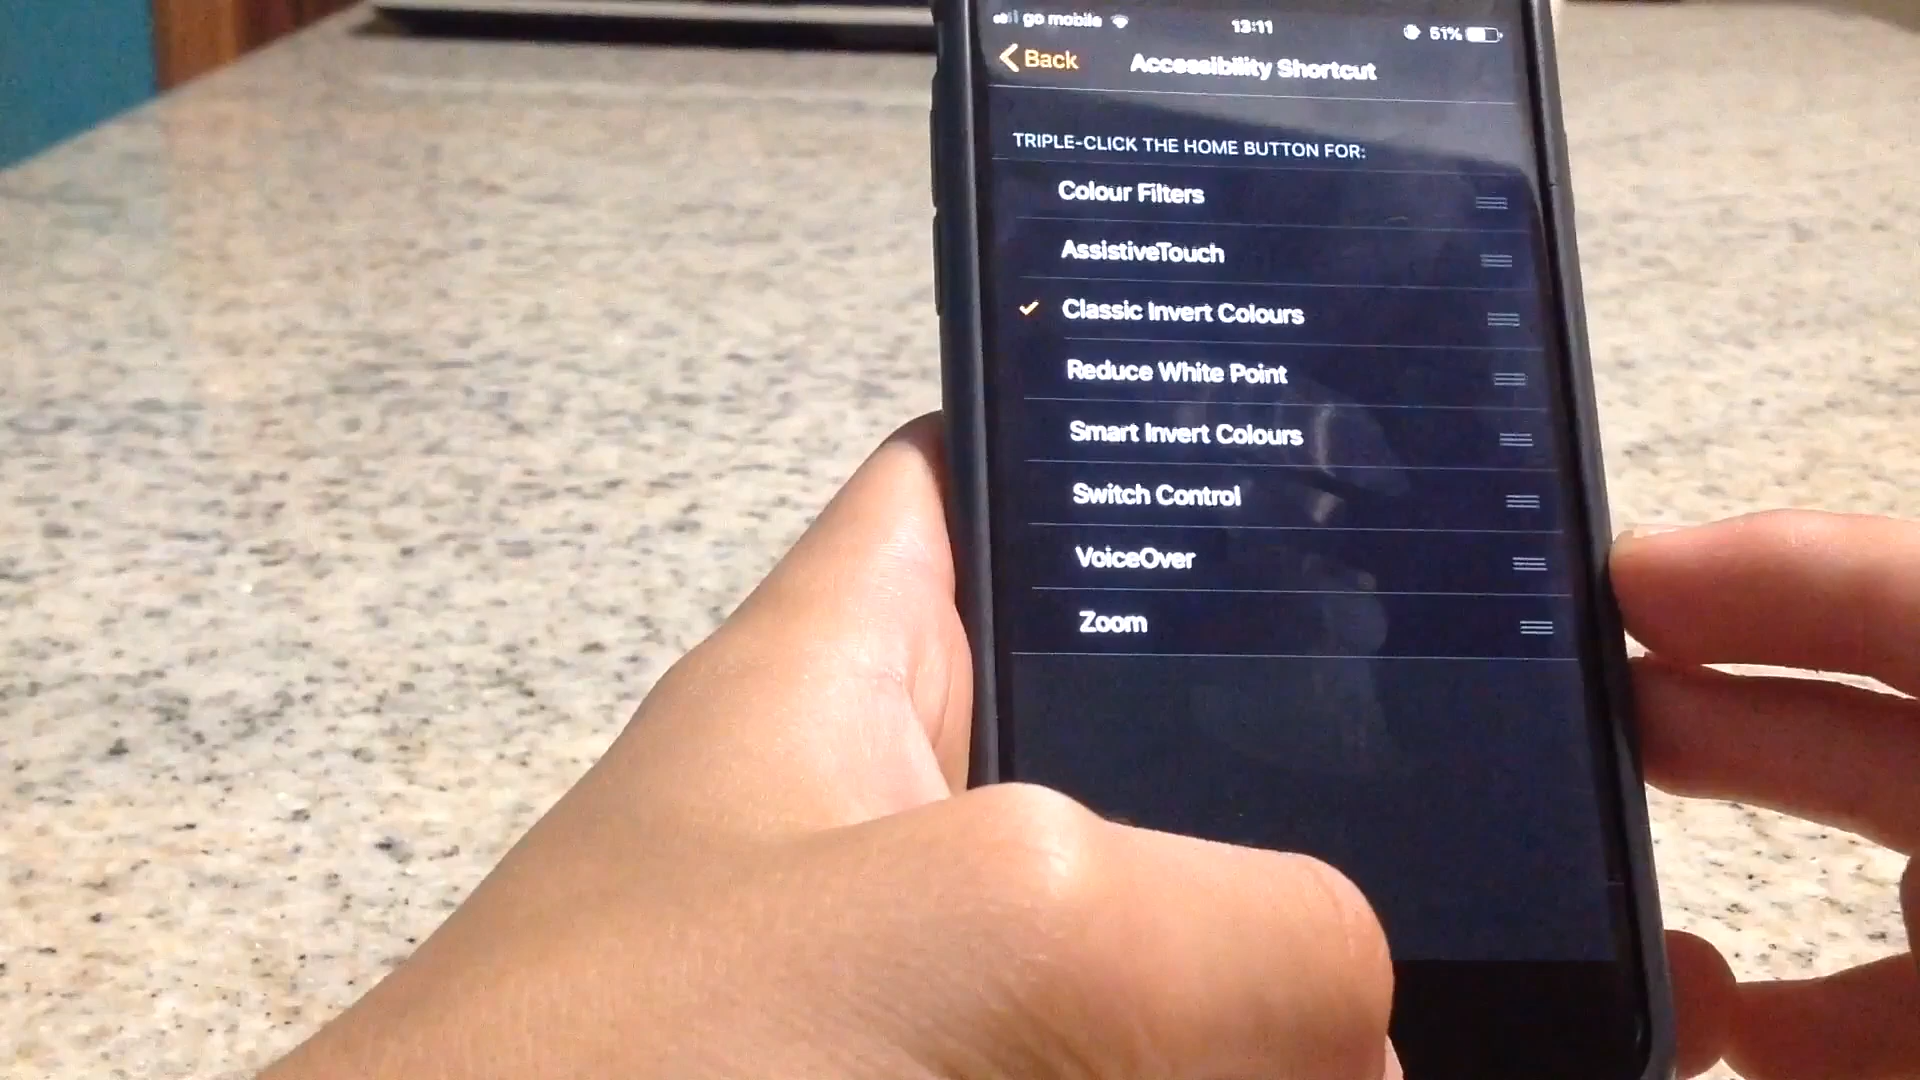 go mobile 13:11 51%
Back Accessibility Shortcut
TRIPLE-CLICK THE HOME BUTTON FOR:
Colour Filters
AssistiveTouch
Classic Invert Colours
Reduce White Point
Smart Invert Colours
Switch Control
VoiceOver
Zoom